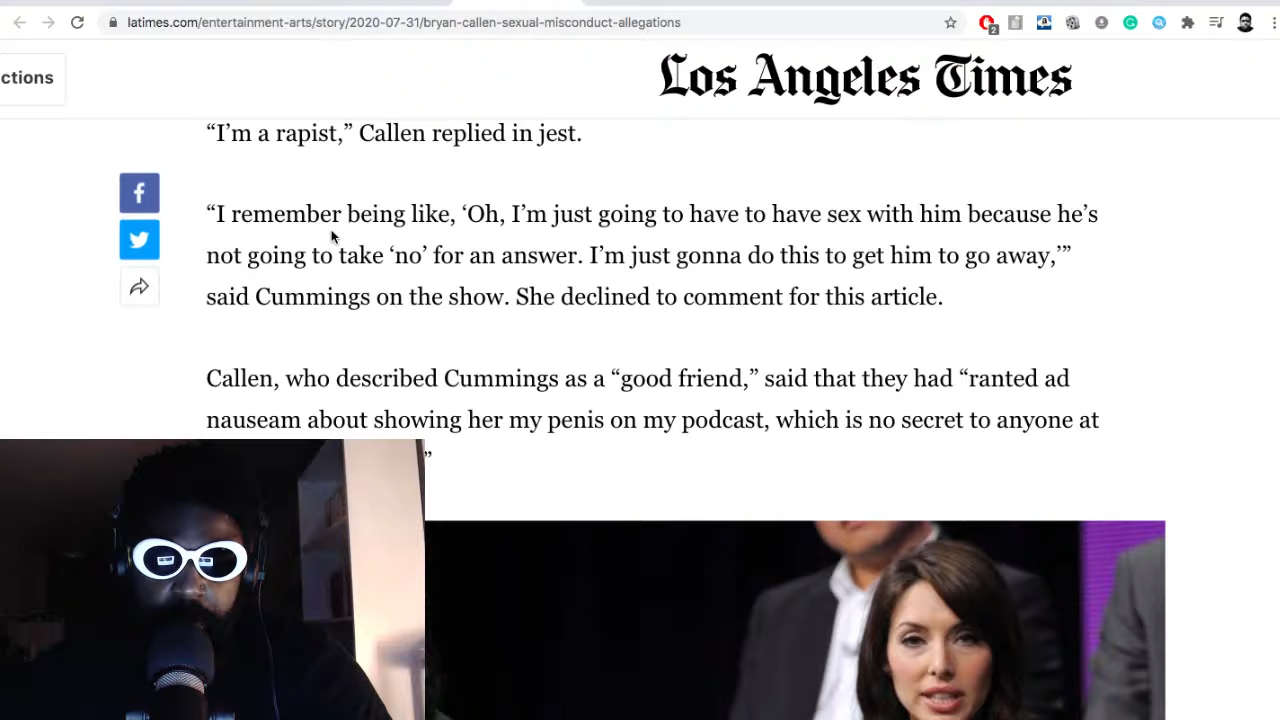 latimes.com/entertainment-arts/story/2020-07-31/bryan-callen-sexual-misconduct-allegations
2
ctions
Los Angeles Times
“I’m a rapist,” Callen replied in jest.
“I remember being like, ‘Oh, I’m just going to have to have sex with him because he’s
not going to take ‘no’ for an answer. I’m just gonna do this to get him to go away,’”
said Cummings on the show. She declined to comment for this article.
Callen, who described Cummings as a “good friend,” said that they had “ranted ad
nauseam about showing her my penis on my podcast, which is no secret to anyone at
”